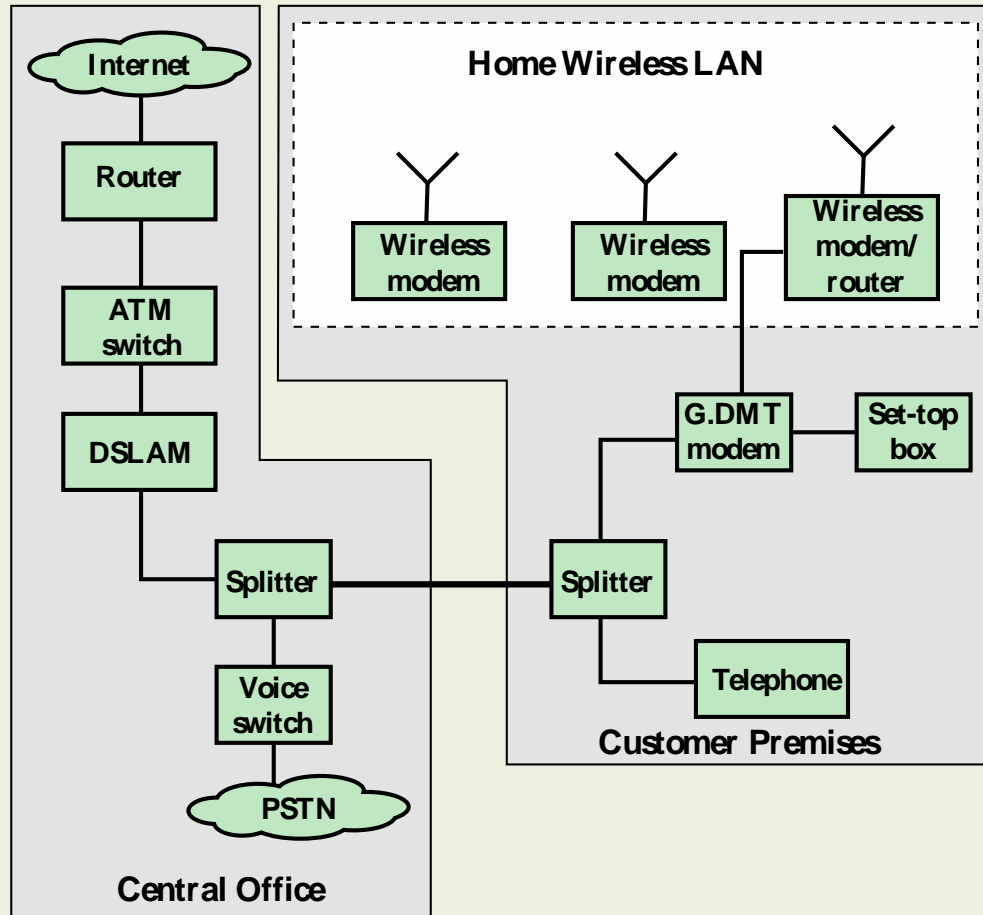 Internet
Router
ATM
switch
DSLAM
Splitter
Voice
switch
PSTN
Central Office
Home Wireless LAN
Wireless
modem
Wireless
modem
Wireless
modem/
router
G.DMT
modem
Set-top
box
Splitter
Telephone
Customer Premises